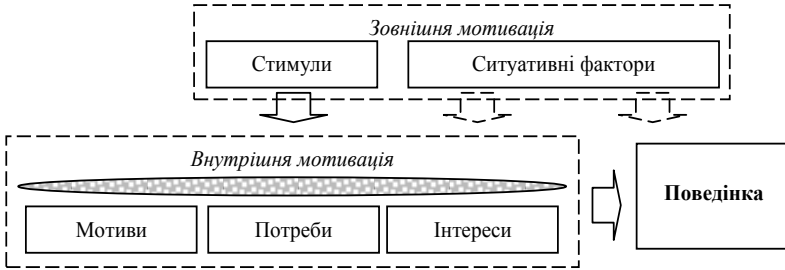 Зовнішня мотивація
Стимули
Ситуативні фактори
Внутрішня мотивація
Мотиви
Потреби
Інтереси
Поведінка